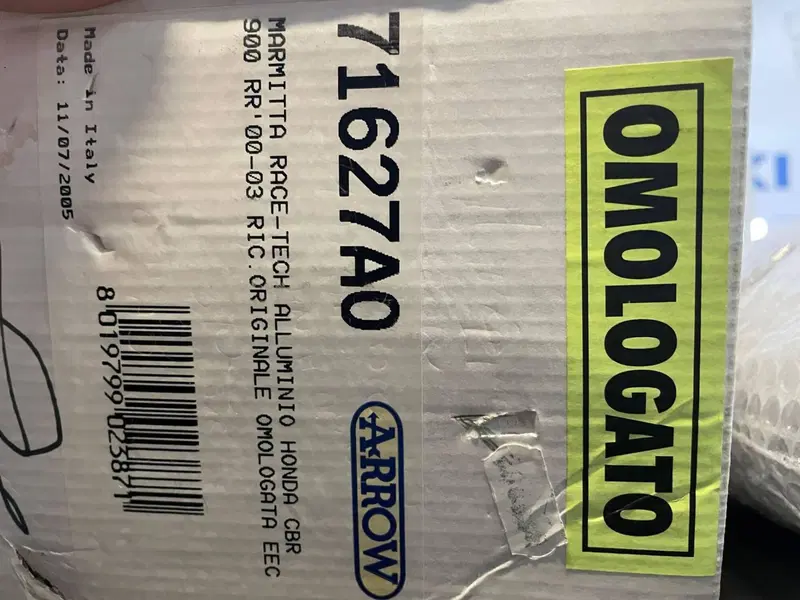 OMOLOGATO
71627AO
ARROW
MARMITTA RACE-TECH ALLUMINIO HONDA CBR
900 RR'00-03 RIC.ORIGINALE OMOLOGATA EEC
Made in Italy
Data: 11/07/2005
8 019799 023871
KI